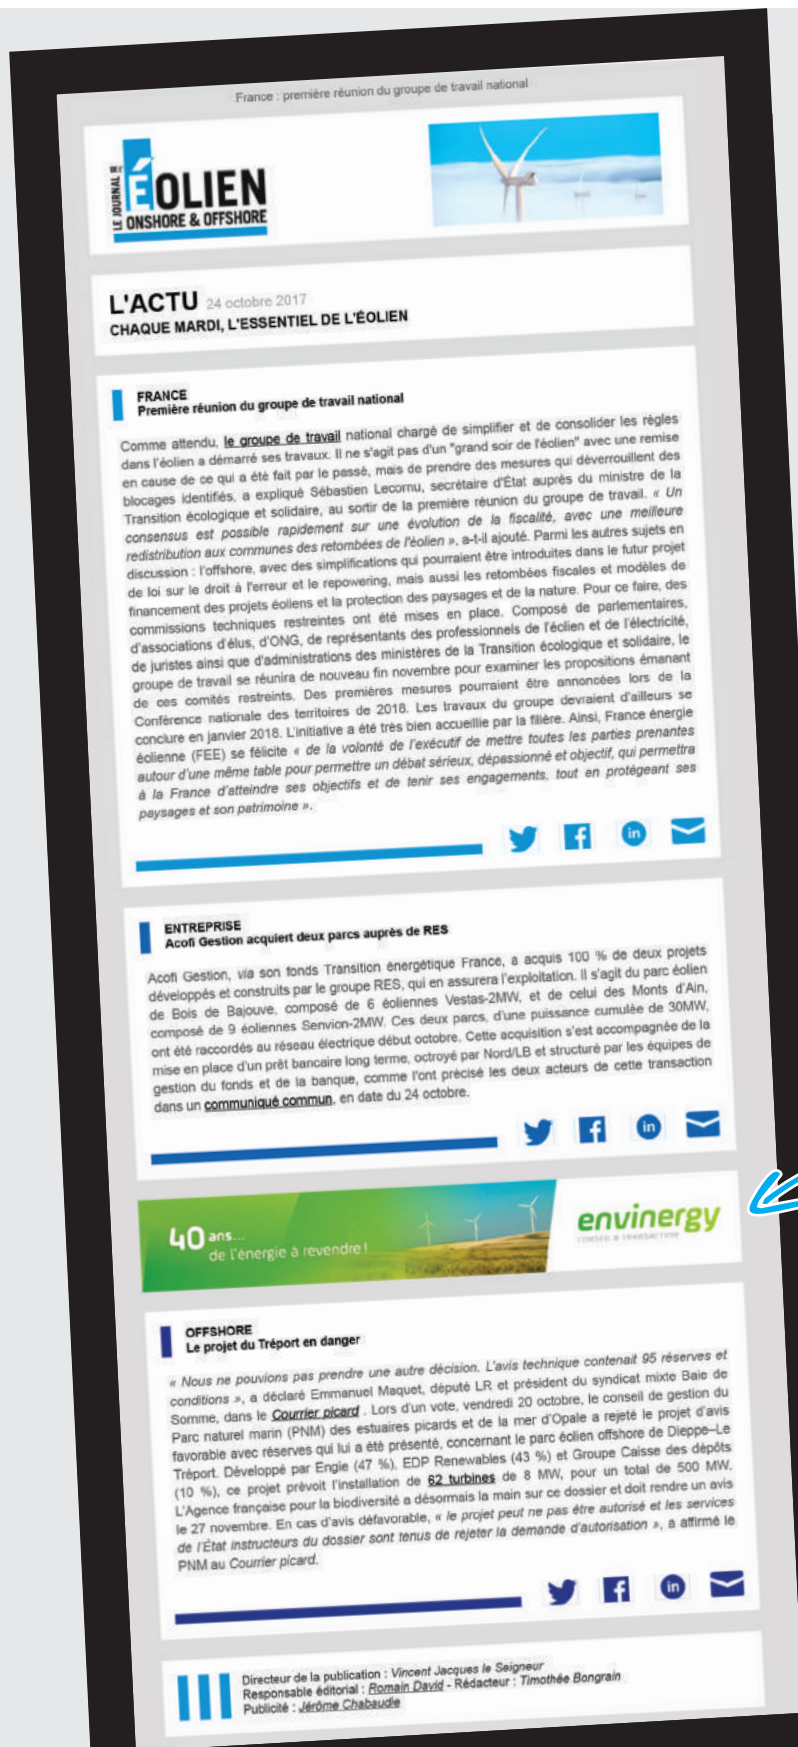 France : première réunion du groupe de travail national
LE JOURNAL DE L'
ÉOLIEN
ONSHORE & OFFSHORE
L'ACTU 24 octobre 2017
CHAQUE MARDI, L'ESSENTIEL DE L'ÉOLIEN
FRANCE
Première réunion du groupe de travail national
Comme attendu, le groupe de travail national chargé de simplifier et de consolider les règles
dans l'éolien a démarré ses travaux. Il ne s'agit pas d'un "grand soir de l'éolien" avec une remise
en cause de ce qui a été fait par le passé, mais de prendre des mesures qui déverrouillent des
blocages identifiés, a expliqué Sébastien Lecornu, secrétaire d'État auprès du ministre de la
Transition écologique et solidaire, au sortir de la première réunion du groupe de travail. « Un
consensus est possible rapidement sur une évolution de la fiscalité, avec une meilleure
redistribution aux communes des retombées de l'éolien », a-t-il ajouté. Parmi les autres sujets en
discussion : l'offshore, avec des simplifications qui pourraient être introduites dans le futur projet
de loi sur le droit à l'erreur et le repowering, mais aussi les retombées fiscales et modèles de
financement des projets éoliens et la protection des paysages et de la nature. Pour ce faire, des
commissions techniques restreintes ont été mises en place. Composé de parlementaires,
d'associations d'élus, d'ONG, de représentants des professionnels de l'éolien et de l'électricité,
de juristes ainsi que d'administrations des ministères de la Transition écologique et solidaire, le
groupe de travail se réunira de nouveau fin novembre pour examiner les propositions émanant
de ces comités restreints. Des premières mesures pourraient être annoncées lors de la
Conférence nationale des territoires de 2018. Les travaux du groupe devraient d'ailleurs se
conclure en janvier 2018. L'initiative a été très bien accueillie par la filière. Ainsi, France énergie
éolienne (FEE) se félicite « de la volonté de l'exécutif de mettre toutes les parties prenantes
autour d'une même table pour permettre un débat sérieux, dépassionné et objectif, qui permettra
à la France d'atteindre ses objectifs et de tenir ses engagements, tout en protégeant ses
paysages et son patrimoine ».
ENTREPRISE
Acofi Gestion acquiert deux parcs auprès de RES
Acofi Gestion, via son fonds Transition énergétique France, a acquis 100 % de deux projets
développés et construits par le groupe RES, qui en assurera l'exploitation. Il s'agit du parc éolien
de Bois de Bajouve, composé de 6 éoliennes Vestas-2MW, et de celui des Monts d'Ain,
composé de 9 éoliennes Senvion-2MW. Ces deux parcs, d'une puissance cumulée de 30MW,
ont été raccordés au réseau électrique début octobre. Cette acquisition s'est accompagnée de la
mise en place d'un prêt bancaire long terme, octroyé par Nord/LB et structuré par les équipes de
gestion du fonds et de la banque, comme l'ont précisé les deux acteurs de cette transaction
dans un communiqué commun, en date du 24 octobre.
40 ans...
de l'énergie à revendre !
envinergy
CONSEIL & TRANSACTION
OFFSHORE
Le projet du Tréport en danger
« Nous ne pouvions pas prendre une autre décision. L'avis technique contenait 95 réserves et
conditions », a déclaré Emmanuel Maquet, député LR et président du syndicat mixte Baie de
Somme, dans le Courrier picard . Lors d'un vote, vendredi 20 octobre, le conseil de gestion du
Parc naturel marin (PNM) des estuaires picards et de la mer d'Opale a rejeté le projet d'avis
favorable avec réserves qui lui a été présenté, concernant le parc éolien offshore de Dieppe–Le
Tréport. Développé par Engie (47 %), EDP Renewables (43 %) et Groupe Caisse des dépôts
(10 %), ce projet prévoit l'installation de 62 turbines de 8 MW, pour un total de 500 MW.
L'Agence française pour la biodiversité a désormais la main sur ce dossier et doit rendre un avis
le 27 novembre. En cas d'avis défavorable, « le projet peut ne pas être autorisé et les services
de l'État instructeurs du dossier sont tenus de rejeter la demande d'autorisation », a affirmé le
PNM au Courrier picard.
Directeur de la publication : Vincent Jacques le Seigneur
Responsable éditorial : Romain David - Rédacteur : Timothée Bongrain
Publicité : Jérôme Chabaudie